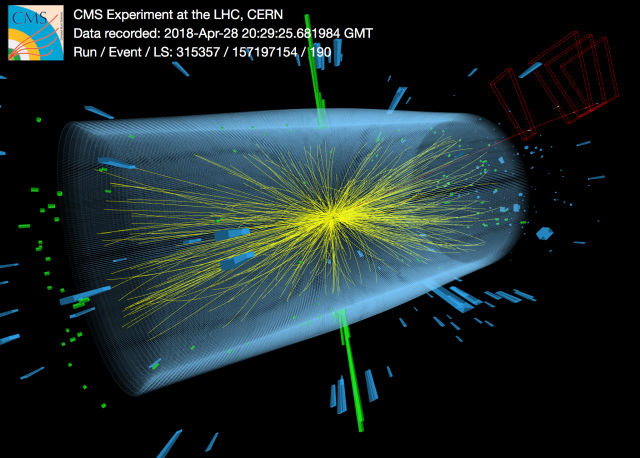 CMS
CMS Experiment at the LHC, CERN
Data recorded: 2018-Apr-28 20:29:25.681984 GMT
Run / Event / LS: 315357 / 157197154 / 190